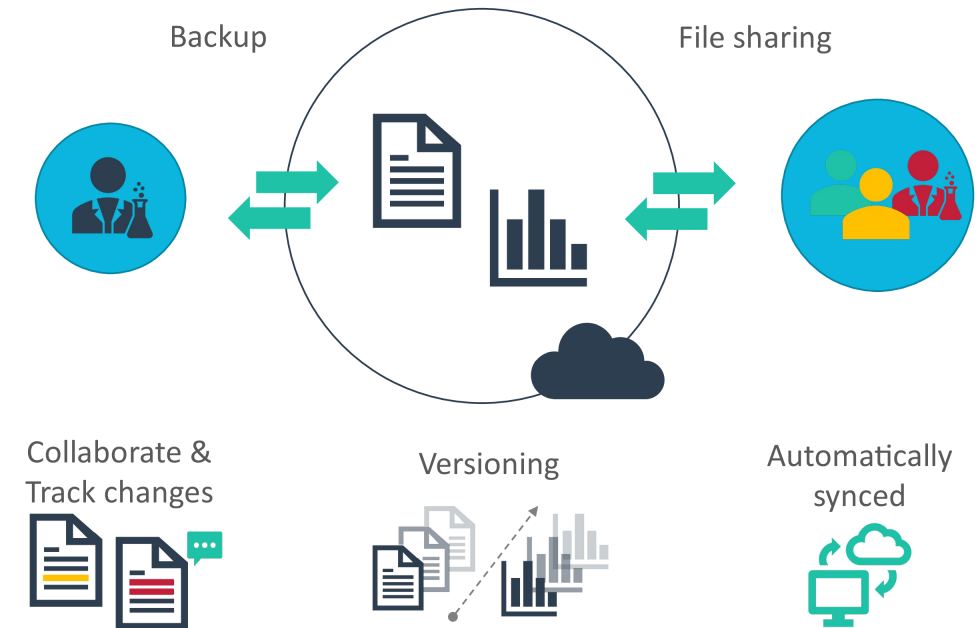 Backup
File sharing
Collaborate &
Track changes
Versioning
Automatically
synced